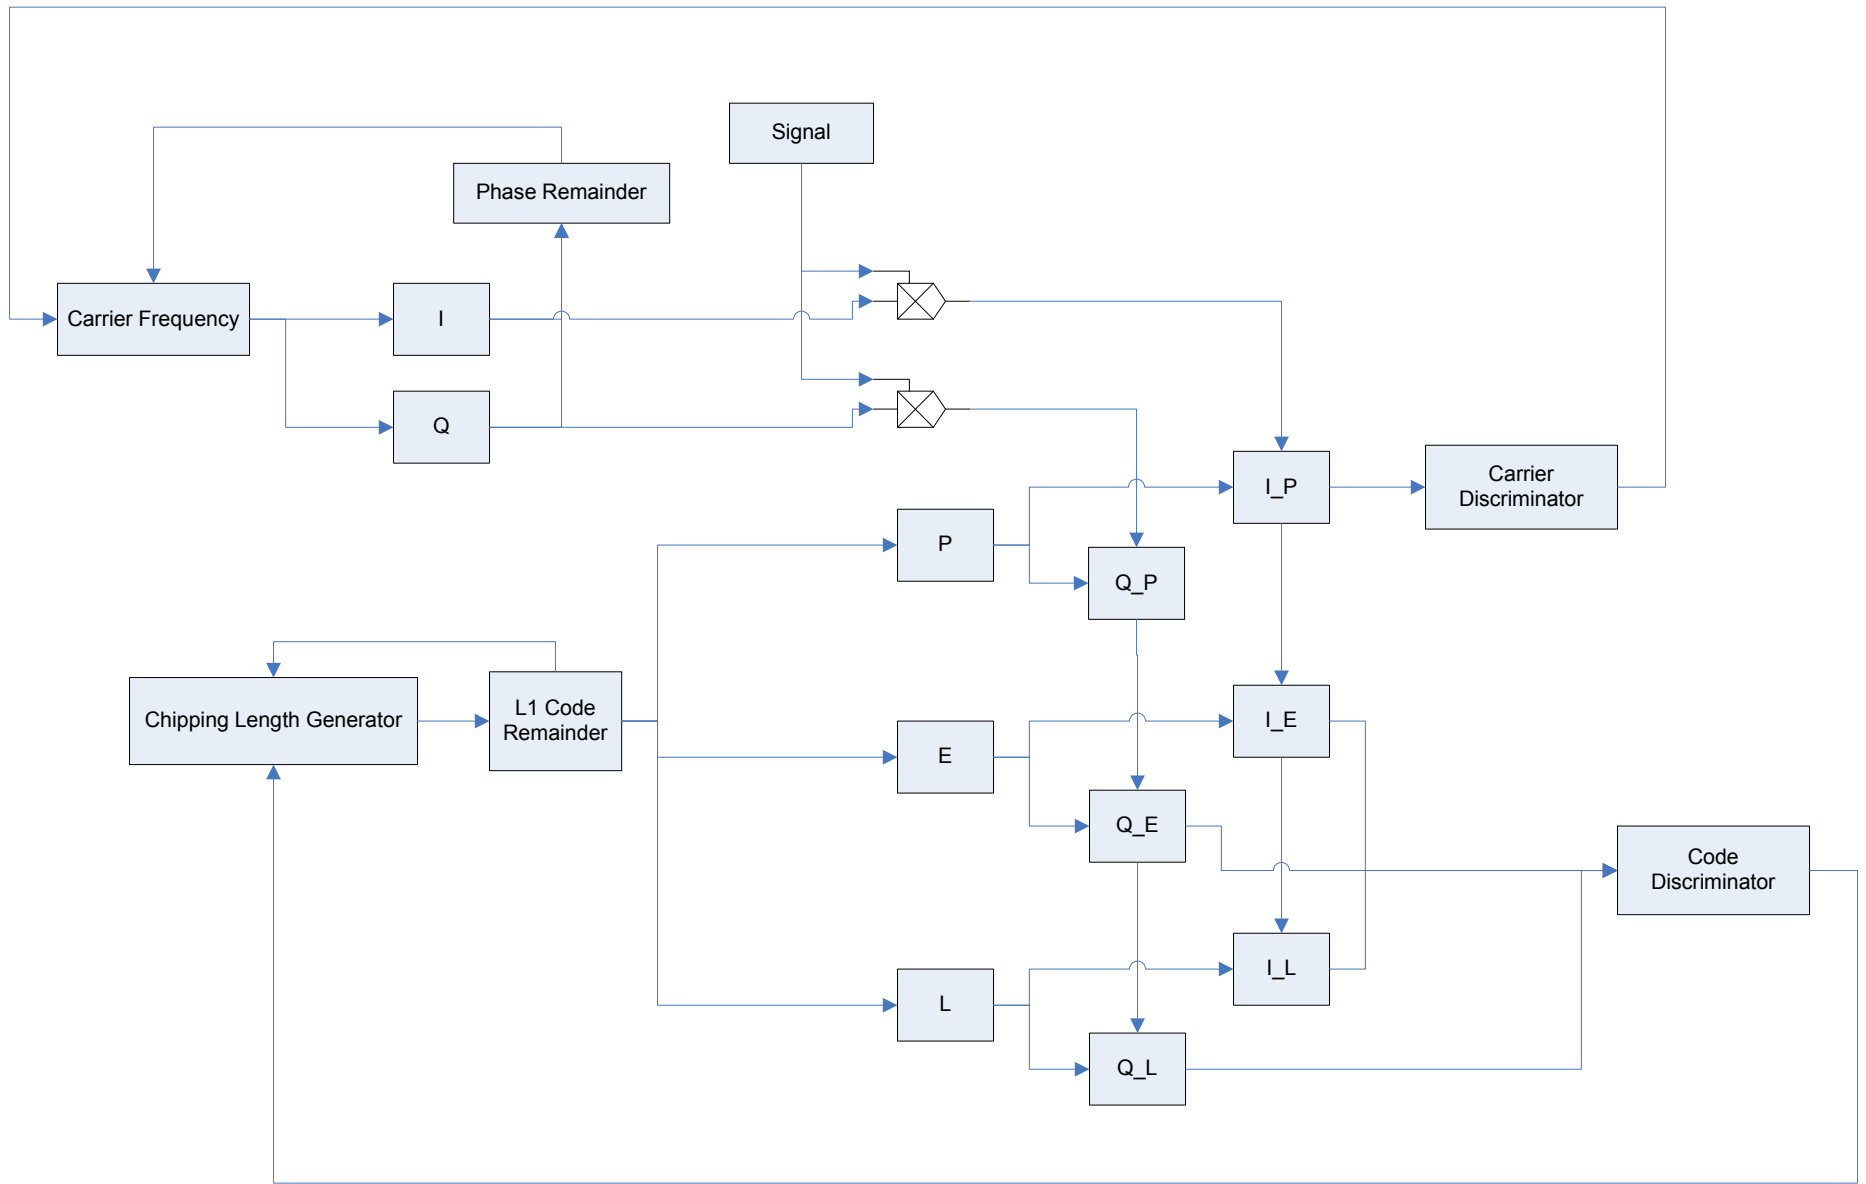 Signal
Phase Remainder
Carrier Frequency
I
Q
I_P
Carrier
Discriminator
P
Q_P
Chipping Length Generator
L1 Code
Remainder
I_E
E
Q_E
Code
Discriminator
I_L
L
Q_L